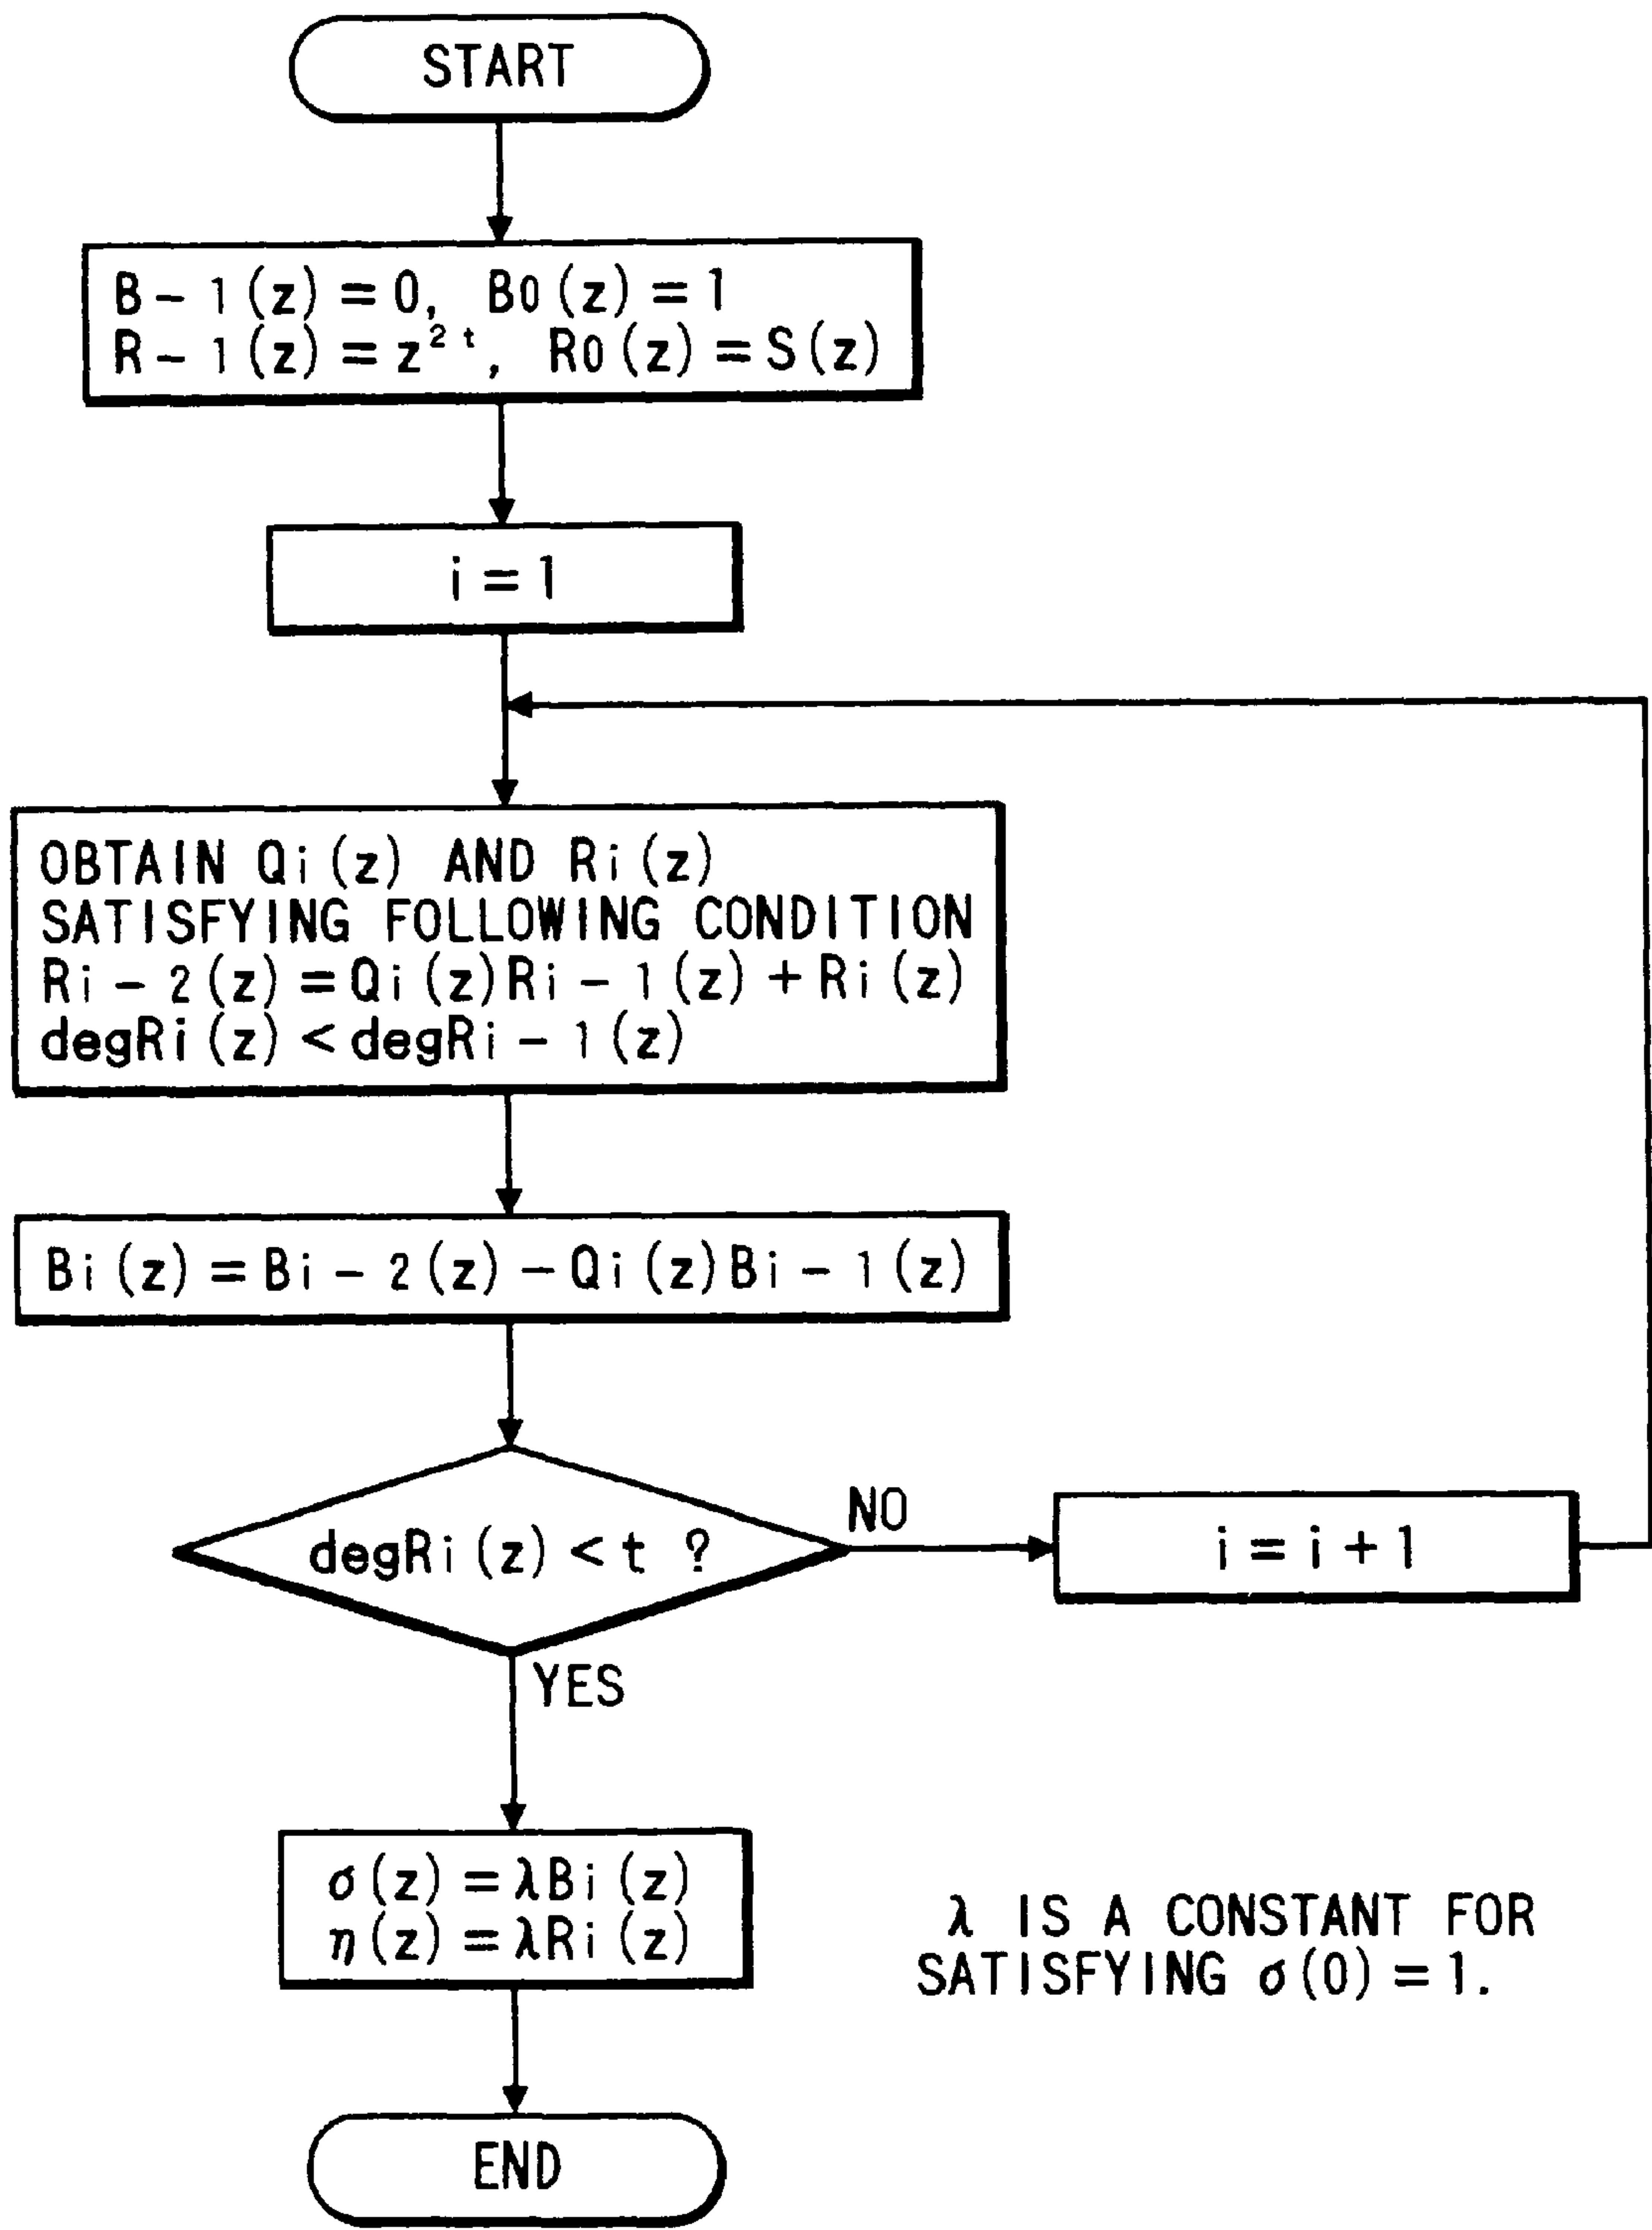 START
B-1(z)=0, B0(z)=1
R-1(z)=z²ᵗ, R0(z)=S(z)
i=1
OBTAIN Qi(z) AND Ri(z)
SATISFYING FOLLOWING CONDITION
Ri-2(z)=Qi(z)Ri-1(z)+Ri(z)
degRi(z)<degRi-1(z)
Bi(z)=Bi-2(z)-Qi(z)Bi-1(z)
degRi(z)<t ?
NO
i=i+1
YES
σ(z)=λBi(z)
η(z)=λRi(z)
λ IS A CONSTANT FOR
SATISFYING σ(0)=1.
END